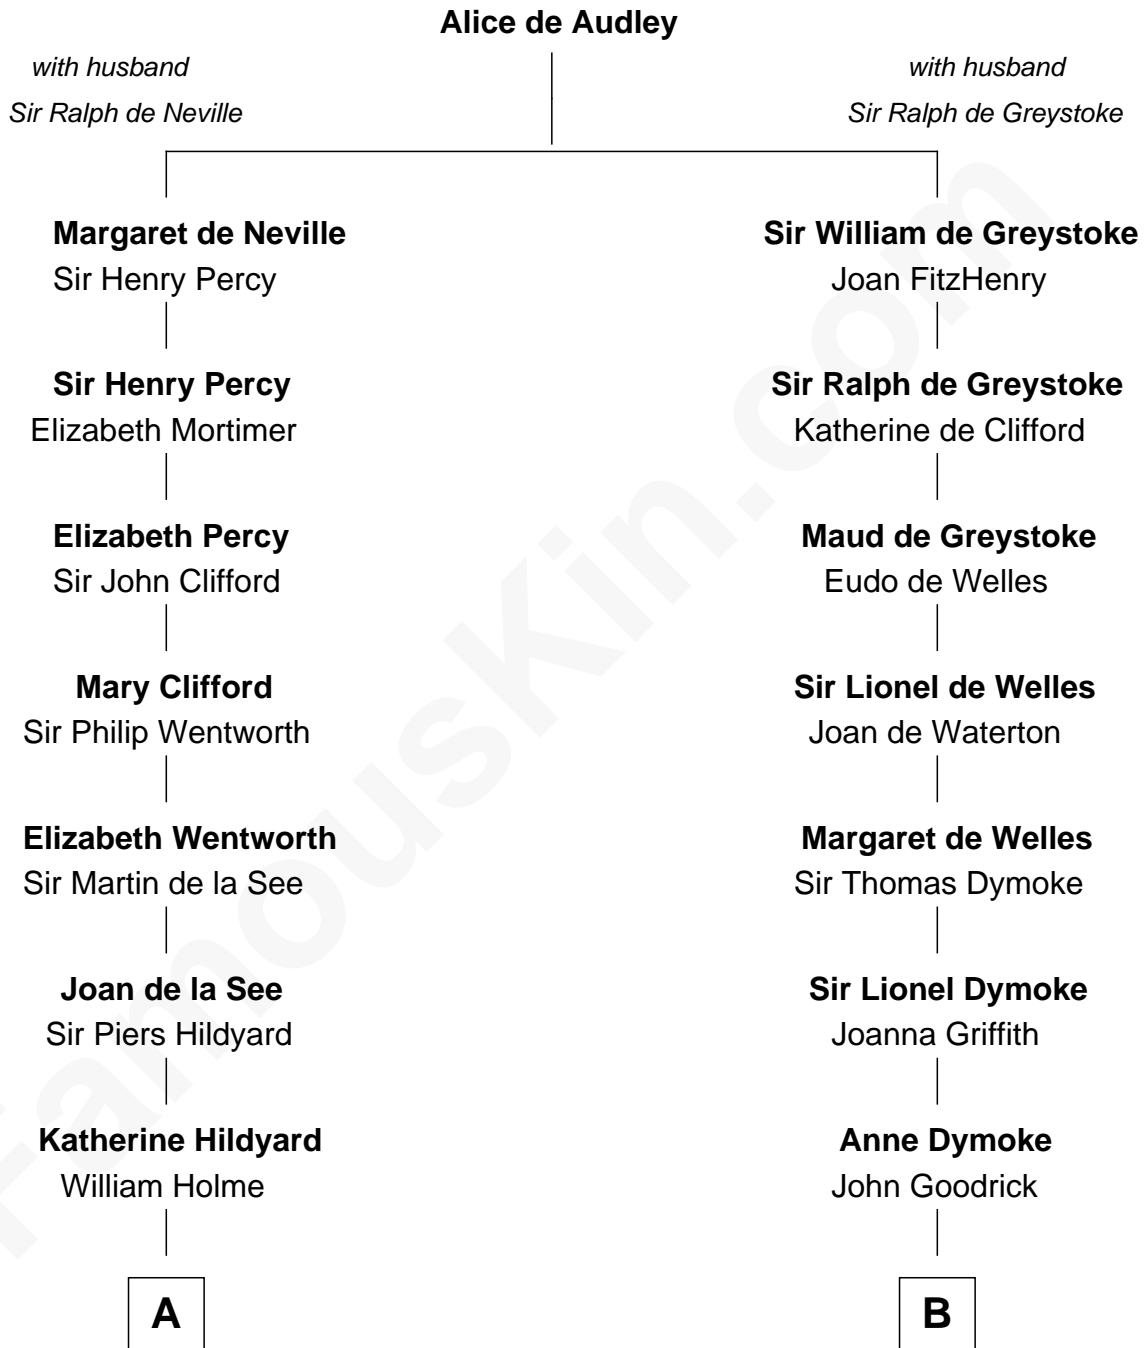 Alice de Audley
with husband
Sir Ralph de Neville
with husband
Sir Ralph de Greystoke
Margaret de Neville
Sir Henry Percy
Sir William de Greystoke
Joan FitzHenry
Sir Henry Percy
Elizabeth Mortimer
Sir Ralph de Greystoke
Katherine de Clifford
Elizabeth Percy
Sir John Clifford
Maud de Greystoke
Eudo de Welles
Mary Clifford
Sir Philip Wentworth
Sir Lionel de Welles
Joan de Waterton
Elizabeth Wentworth
Sir Martin de la See
Margaret de Welles
Sir Thomas Dymoke
Joan de la See
Sir Piers Hildyard
Sir Lionel Dymoke
Joanna Griffith
Katherine Hildyard
William Holme
Anne Dymoke
John Goodrick
A
B
FamousKin.com